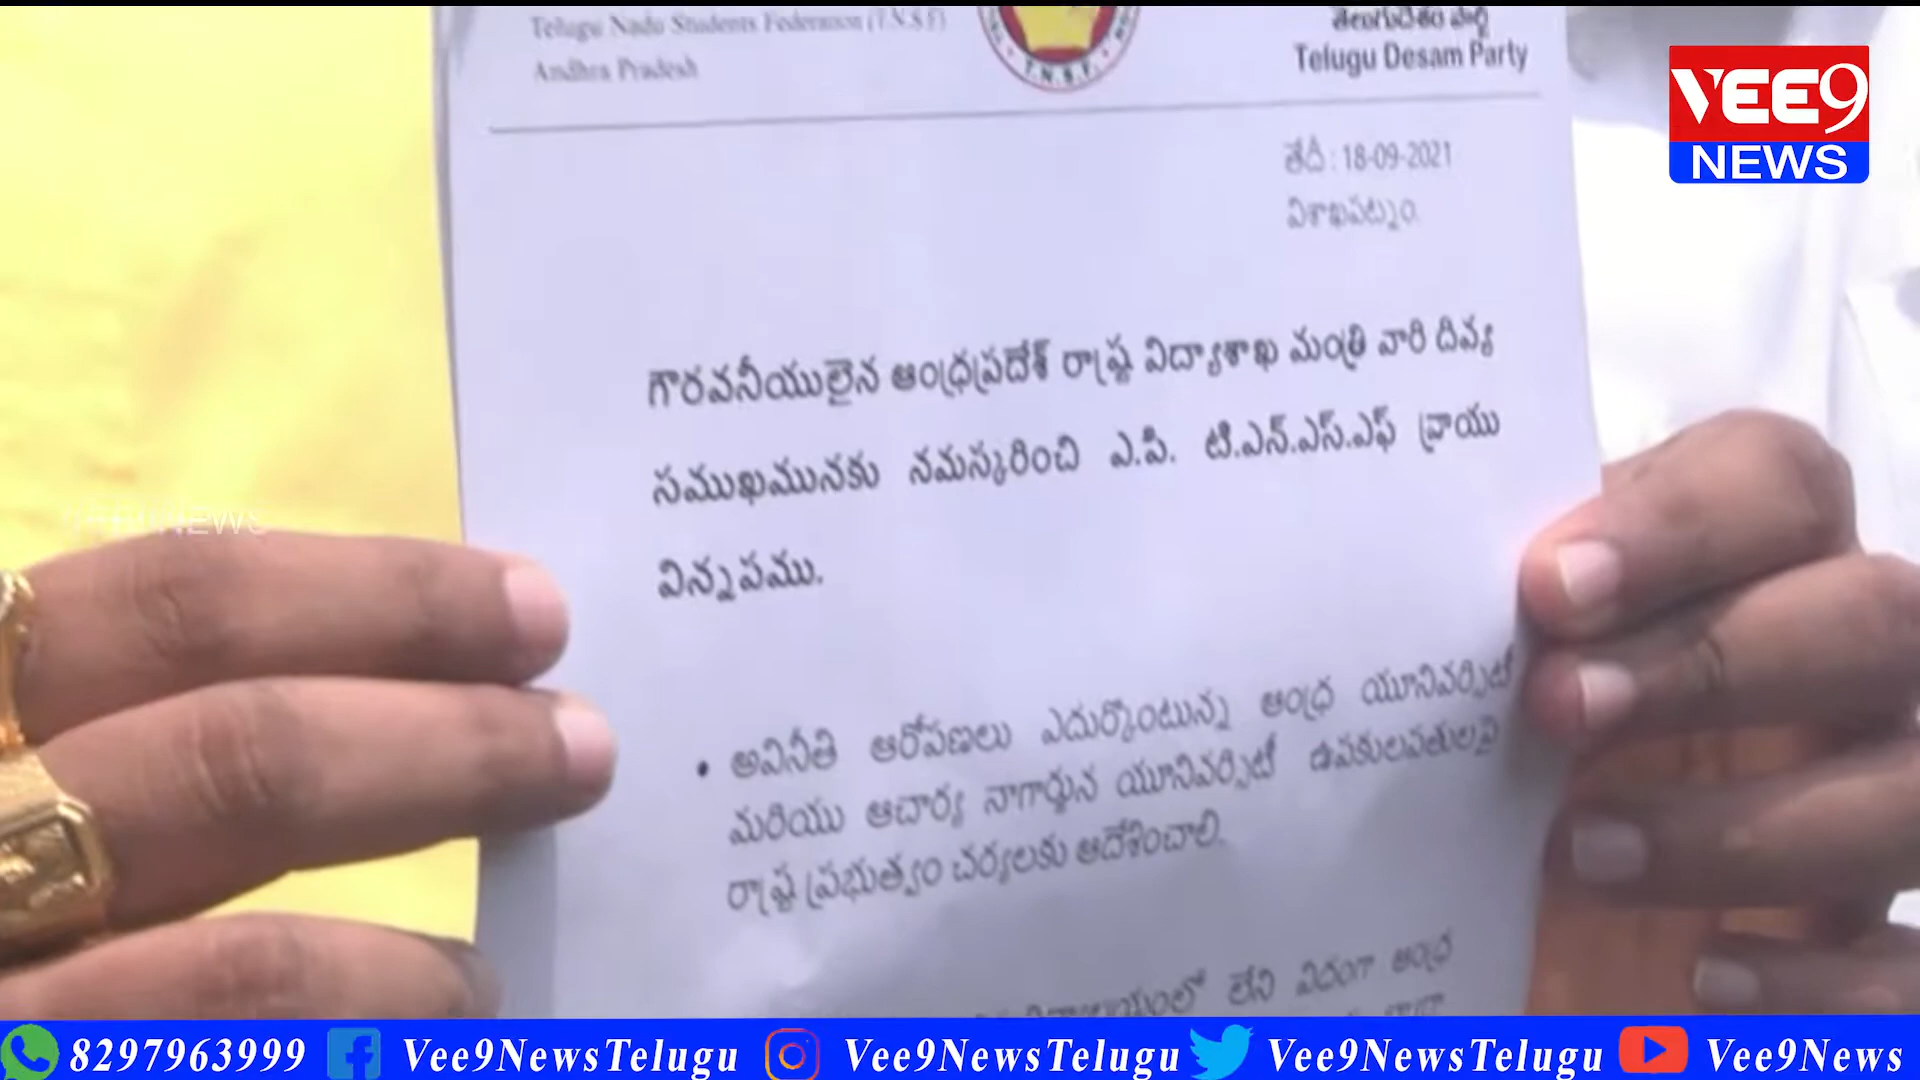 Telugu Nadu Students Federation (T.N.S.F)
Andhra Pradesh
T.N.S.F.
తెలుగుదేశం పార్టీ
Telugu Desam Party
VEE9
NEWS
తేదీ : 18-09-2021
విశాఖపట్నం.
గౌరవనీయులైన ఆంధ్రప్రదేశ్ రాష్ట్ర విద్యాశాఖ మంత్రి వారి దివ్య
సముఖమునకు నమస్కరించి ఎ.పి. టి.ఎన్.ఎస్.ఎఫ్ వ్రాయు
విన్నపము.
• అవినీతి ఆరోపణలు ఎదుర్కొంటున్న ఆంధ్ర యూనివర్సిటీ
మరియు ఆచార్య నాగార్జున యూనివర్సిటీ ఉపకులపతులపై
రాష్ట్ర ప్రభుత్వం చర్యలకు ఆదేశించాలి.
లేని విదంగా ఆంధ్ర
8297963999 Vee9NewsTelugu Vee9NewsTelugu Vee9NewsTelugu Vee9News